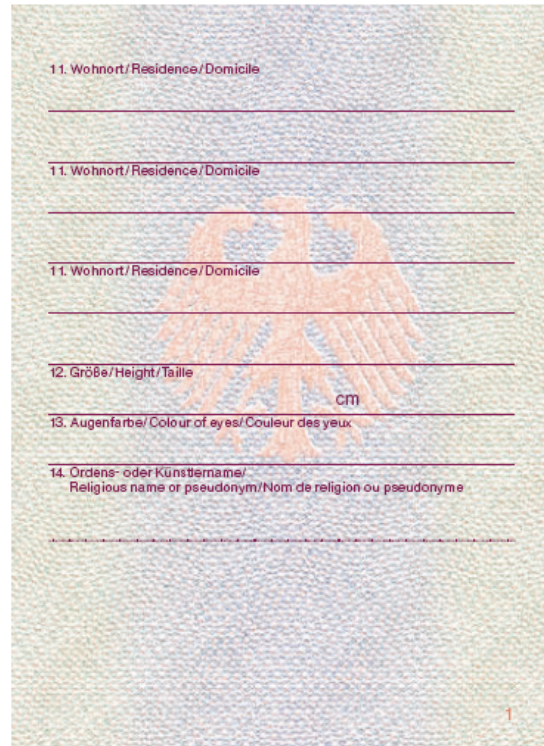 11. Wohnort/Residence/Domicile
11. Wohnort/Residence/Domicile
11. Wohnort/Residence/Domicile
12. Größe/Height/Taille
cm
13. Augenfarbe/Colour of eyes/Couleur des yeux
14. Ordens- oder Künstlername/
Religious name or pseudonym/Nom de religion ou pseudonyme
1